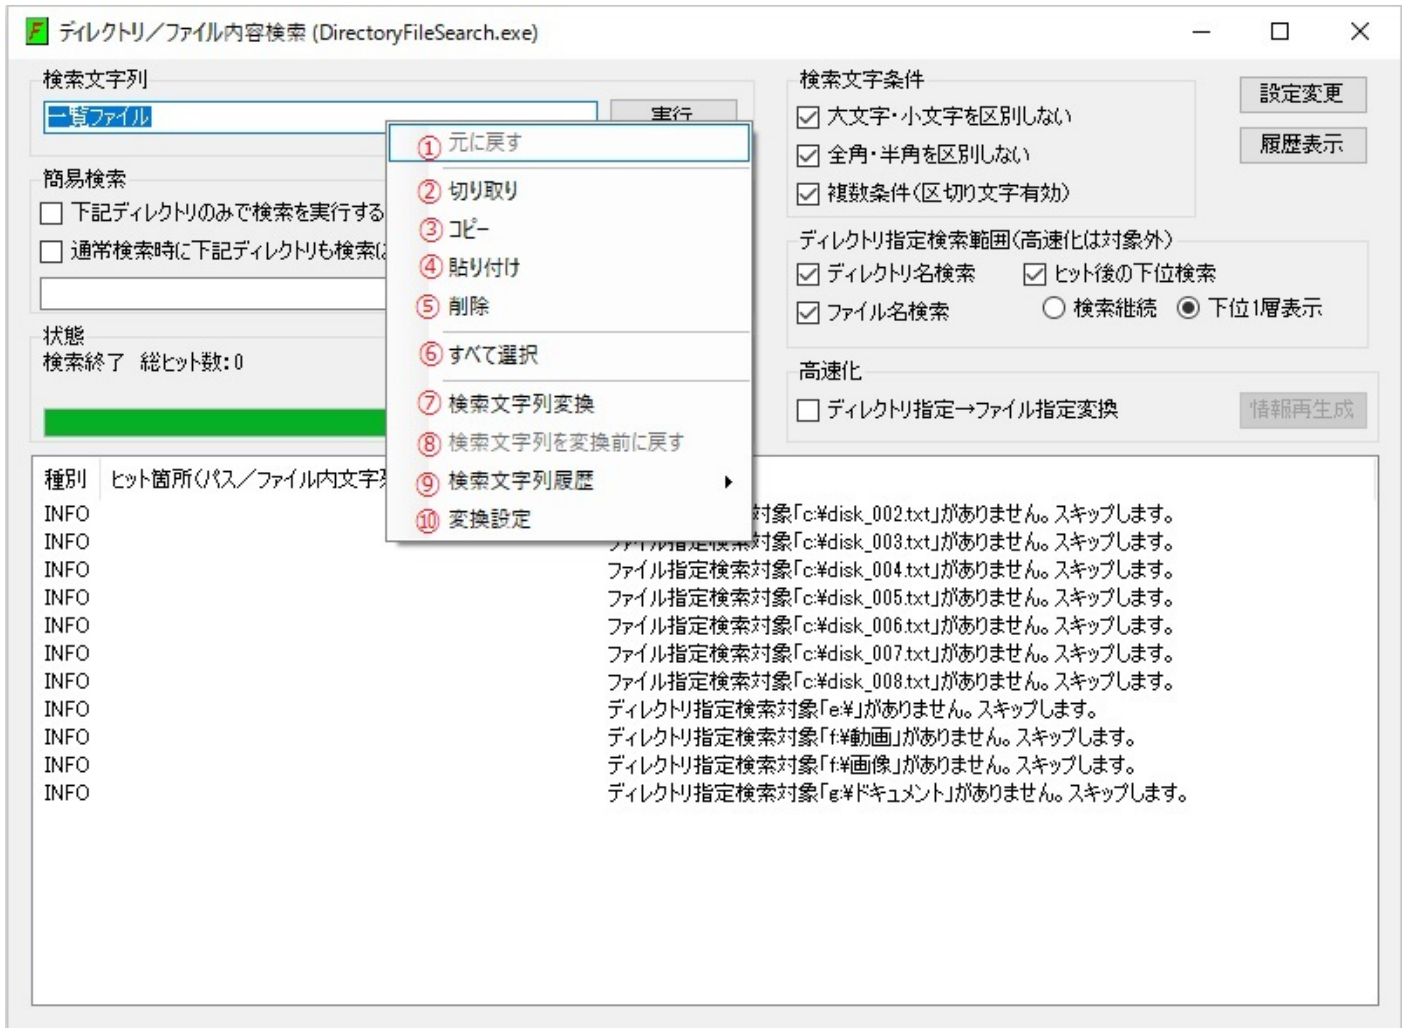 ディレクトリ／ファイル内容検索 (DirectoryFileSearch.exe)
検索文字列
一覧ファイル
実行
簡易検索
下記ディレクトリのみで検索を実行する
通常検索時に下記ディレクトリも検索
状態
検索終了 総ヒット数：0
① 元に戻す
② 切り取り
③ コピー
④ 貼り付け
⑤ 削除
⑥ すべて選択
⑦ 検索文字列変換
⑧ 検索文字列を変換前に戻す
⑨ 検索文字列履歴
⑩ 変換設定
検索文字条件
大文字・小文字を区別しない
全角・半角を区別しない
複数条件（区切り文字有効）
設定変更
履歴表示
ディレクトリ指定検索範囲（高速化は対象外）
ディレクトリ名検索 ヒット後の下位検索
ファイル名検索 検索継続 下位1層表示
高速化
ディレクトリ指定→ファイル指定変換 情報再生成
種別 ヒット箇所（パス／ファイル内文字
INFO 対象「c:¥disk_002.txt」がありません。スキップします。
INFO ファイル指定検索対象「c:¥disk_003.txt」がありません。スキップします。
INFO ファイル指定検索対象「c:¥disk_004.txt」がありません。スキップします。
INFO ファイル指定検索対象「c:¥disk_005.txt」がありません。スキップします。
INFO ファイル指定検索対象「c:¥disk_006.txt」がありません。スキップします。
INFO ファイル指定検索対象「c:¥disk_007.txt」がありません。スキップします。
INFO ファイル指定検索対象「c:¥disk_008.txt」がありません。スキップします。
INFO ディレクトリ指定検索対象「e:¥」がありません。スキップします。
INFO ディレクトリ指定検索対象「f:¥動画」がありません。スキップします。
INFO ディレクトリ指定検索対象「f:¥画像」がありません。スキップします。
INFO ディレクトリ指定検索対象「g:¥ドキュメント」がありません。スキップします。